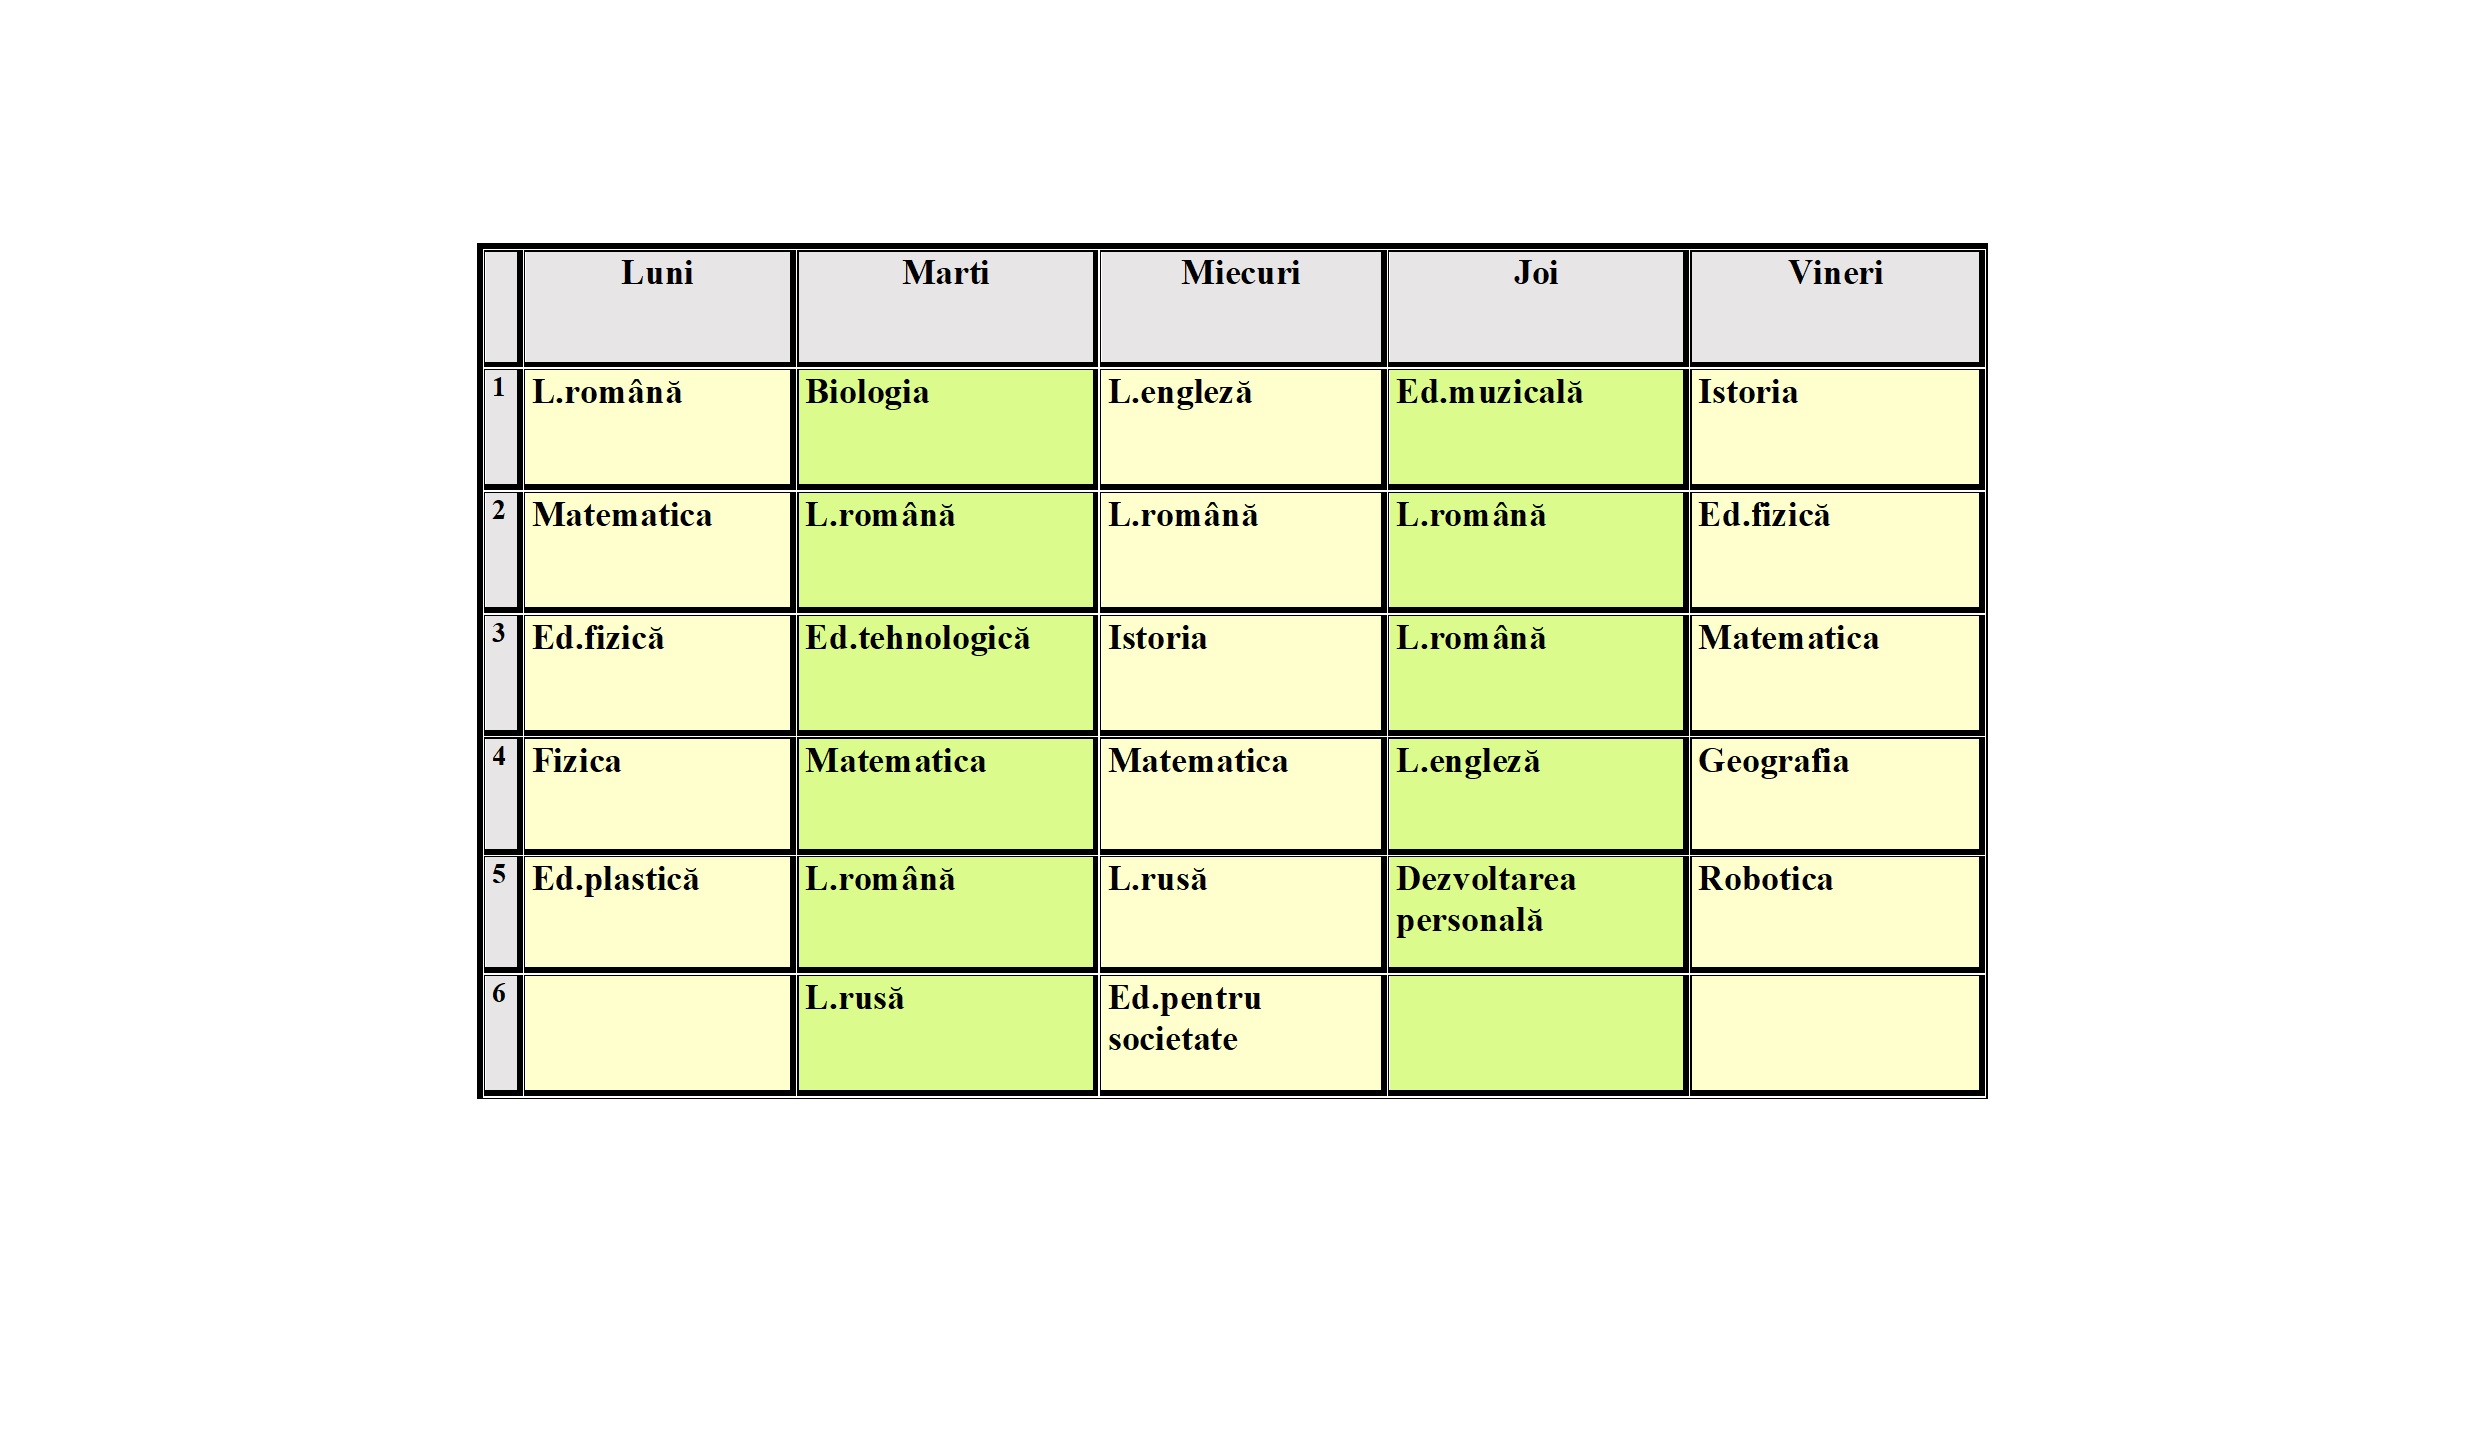 Luni Marti Miecuri Joi Vineri
1 L.română Biologia L.engleză Ed.muzicală Istoria
2 Matematica L.română L.română L.română Ed.fizică
3 Ed.fizică Ed.tehnologică Istoria L.română Matematica
4 Fizica Matematica Matematica L.engleză Geografia
5 Ed.plastică L.română L.rusă Dezvoltarea Robotica
personală
6 L.rusă Ed.pentru
societate